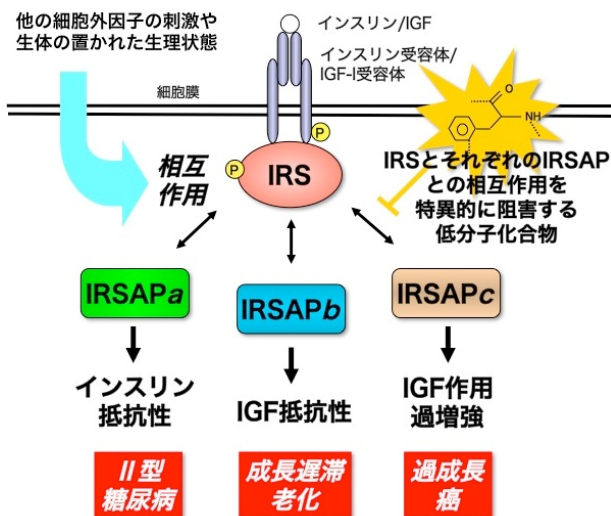 他の細胞外因子の刺激や
生体の置かれた生理状態
インスリン/IGF
インスリン受容体/
IGF-I受容体
細胞膜
O
NH
P
P
IRS
相互
作用
IRSとそれぞれのIRSAP
との相互作用を
特異的に阻害する
低分子化合物
IRSAPa
IRSAPb
IRSAPc
インスリン
抵抗性
IGF抵抗性
IGF作用
過増強
II型
糖尿病
成長遅滞
老化
過成長
癌